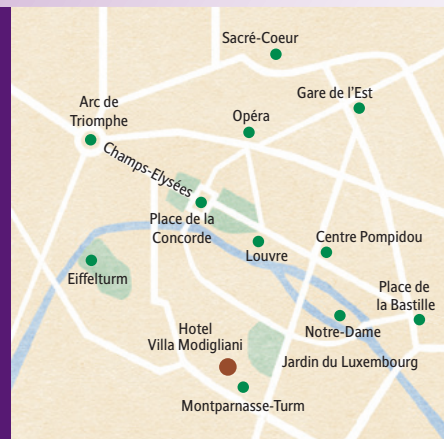 Sacré-Coeur
Gare de l'Est
Arc de
Triomphe
Opéra
Champs-Elysées
Place de la
Concorde
Louvre
Centre Pompidou
Eiffelturm
Place de
la Bastille
Notre-Dame
Hotel
Villa Modigliani
Jardin du Luxembourg
Montparnasse-Turm